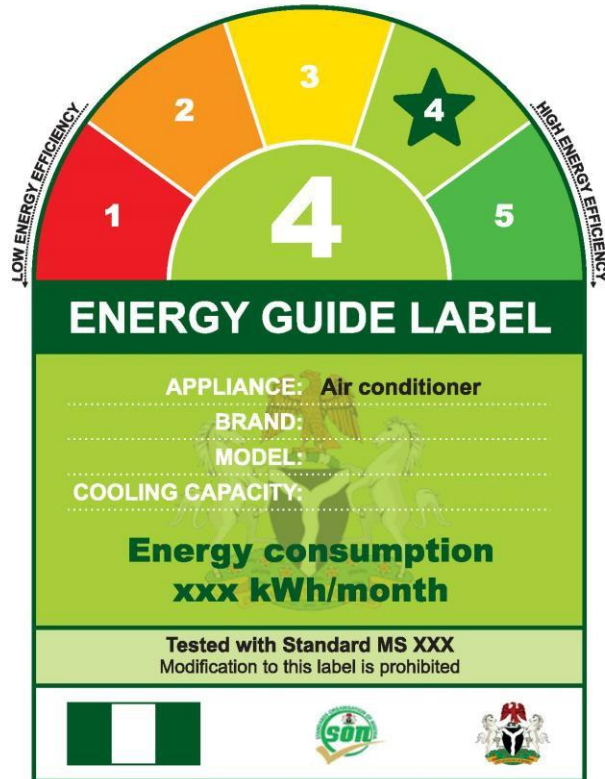 3
2
4
1
5
4
LOW ENERGY EFFICIENCY
HIGH ENERGY EFFICIENCY
ENERGY GUIDE LABEL
APPLIANCE: Air conditioner
BRAND:
MODEL:
COOLING CAPACITY:
Energy consumption
xxx kWh/month
Tested with Standard MS XXX
Modification to this label is prohibited
SON